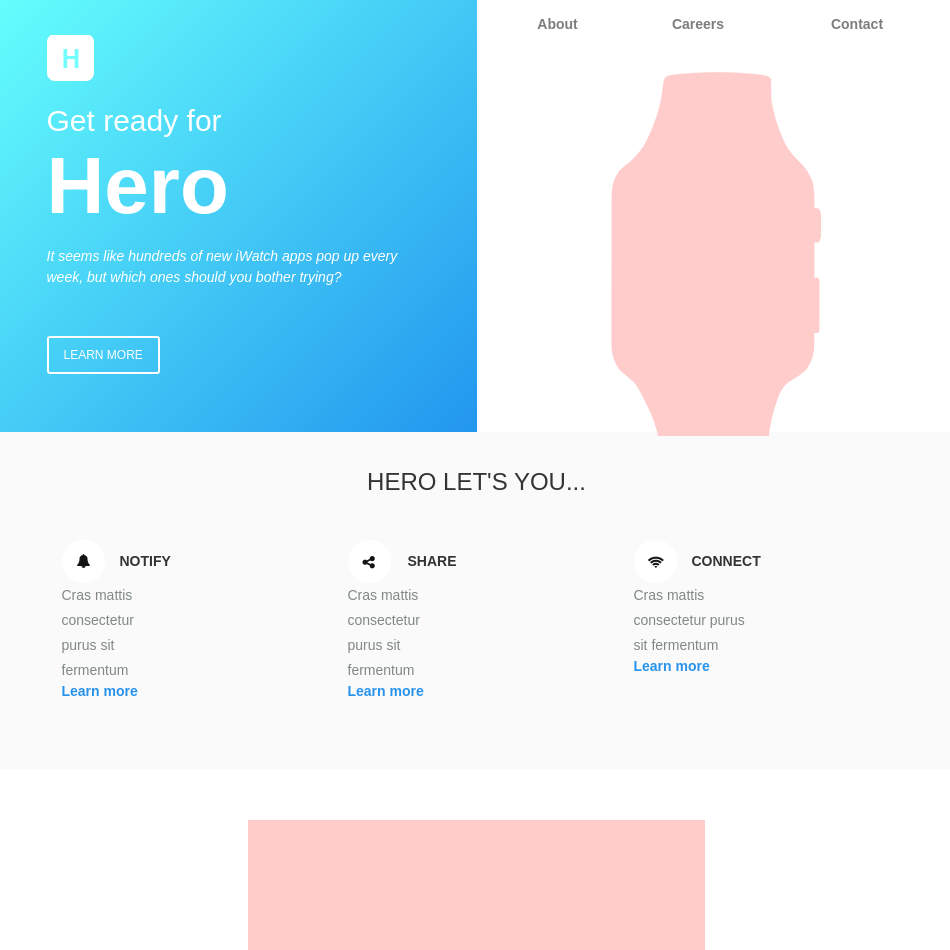 H
About
Careers
Contact
Get ready for
Hero
It seems like hundreds of new iWatch apps pop up every
week, but which ones should you bother trying?
LEARN MORE
HERO LET'S YOU...
NOTIFY
Cras mattis
consectetur
purus sit
fermentum
Learn more
SHARE
Cras mattis
consectetur
purus sit
fermentum
Learn more
CONNECT
Cras mattis
consectetur purus
sit fermentum
Learn more